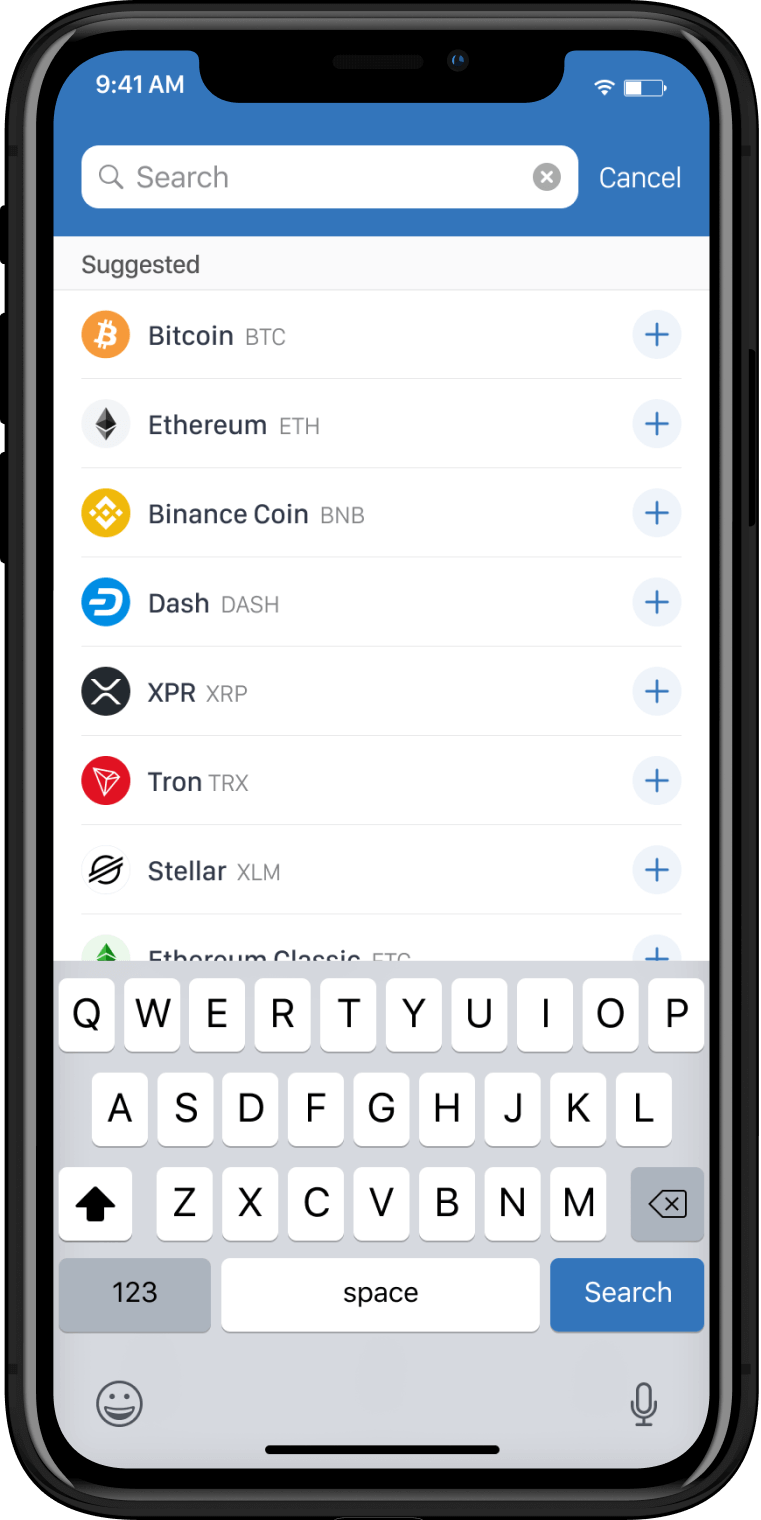 9:41 AM
Search
Cancel
Suggested
Bitcoin BTC
Ethereum ETH
Binance Coin BNB
Dash DASH
XPR XRP
Tron TRX
Stellar XLM
Ethereum Classic ETC
Q W E R T Y U I O P
A S D F G H J K L
Z X C V B N M
123 space Search